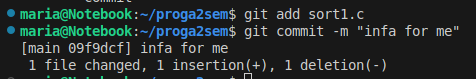 maria@Notebook:~/proga2sem$ git add sort1.c
maria@Notebook:~/proga2sem$ git commit -m "infa for me"
[main 09f9dcf] infa for me
1 file changed, 1 insertion(+), 1 deletion(-)